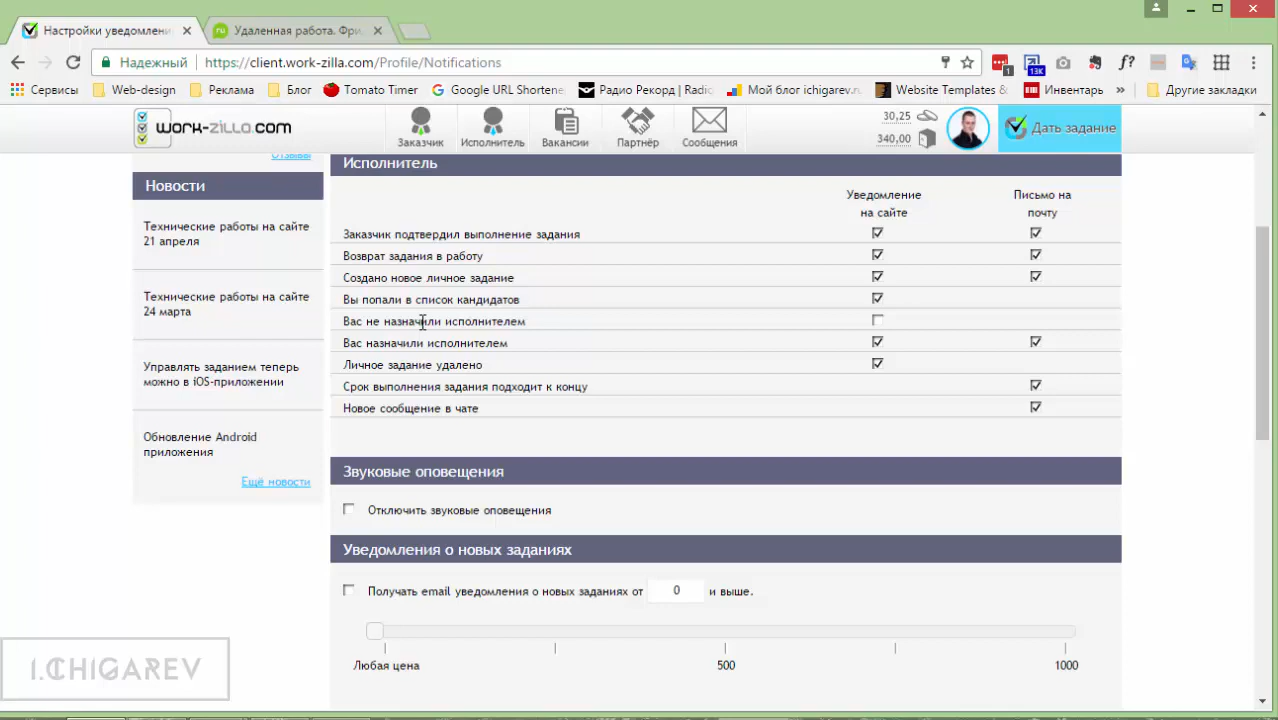 Настройки уведомлен
Удаленная работа. Фри
Надежный
https://client.work-zilla.com/Profile/Notifications
1
13K
f?
Сервисы
Web-design
Реклама
Блог
Tomato Timer
Google URL Shortene
Радио Рекорд | Radio
Мой блог ichigarev.ru
Website Templates &
Инвентарь
»
Другие закладки
work-zilla.com
Заказчик
Исполнитель
Вакансии
Партнёр
Сообщения
30,25
340,00
Дать задание
Отзывы
Новости
Технические работы на сайте
21 апреля
Технические работы на сайте
24 марта
Управлять заданием теперь
можно в iOS-приложении
Обновление Android
приложения
Ещё новости
Исполнитель
Уведомление
на сайте
Письмо на
почту
Заказчик подтвердил выполнение задания
Возврат задания в работу
Создано новое личное задание
Вы попали в список кандидатов
Вас не назначили исполнителем
Вас назначили исполнителем
Личное задание удалено
Срок выполнения задания подходит к концу
Новое сообщение в чате
Звуковые оповещения
Отключить звуковые оповещения
Уведомления о новых заданиях
Получать email уведомления о новых заданиях от 0 и выше.
Любая цена
500
1000
I.CHIGAREV